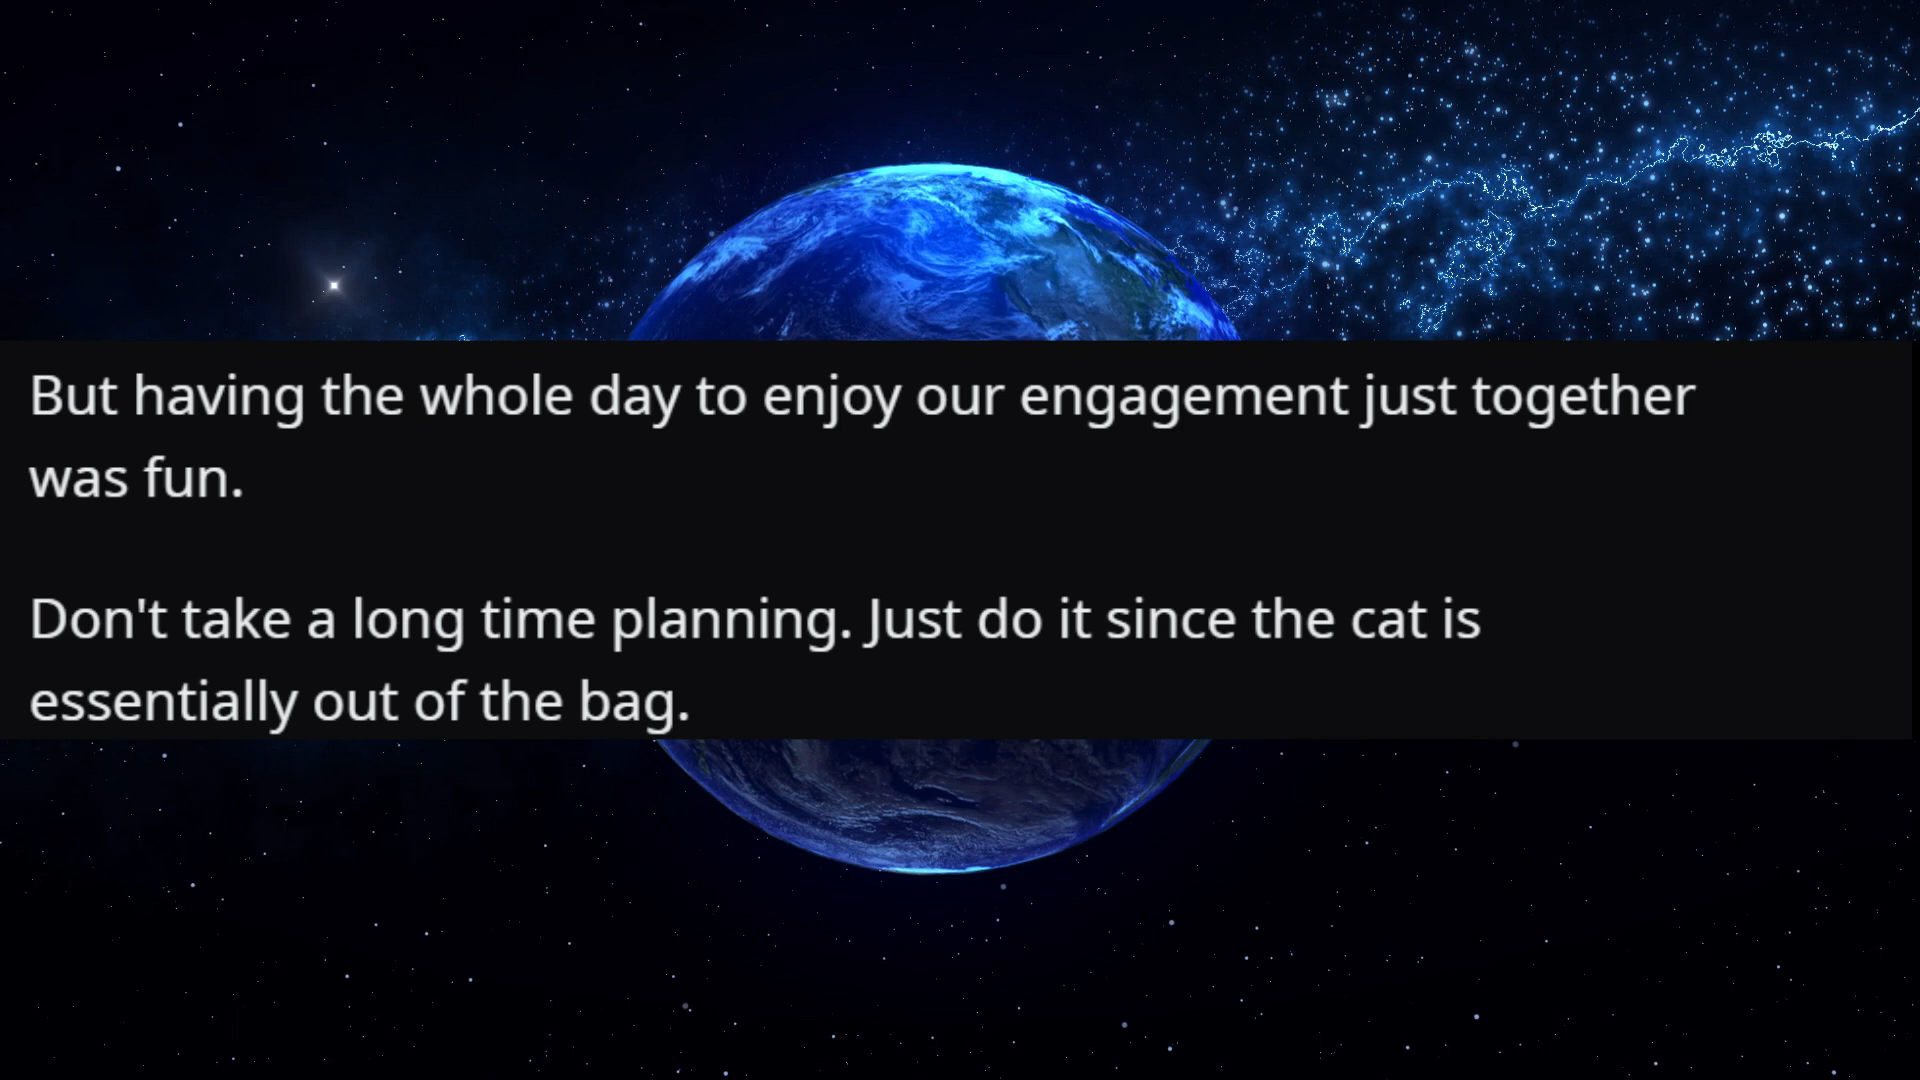 But having the whole day to enjoy our engagement just together
was fun.
Don't take a long time planning. Just do it since the cat is
essentially out of the bag.